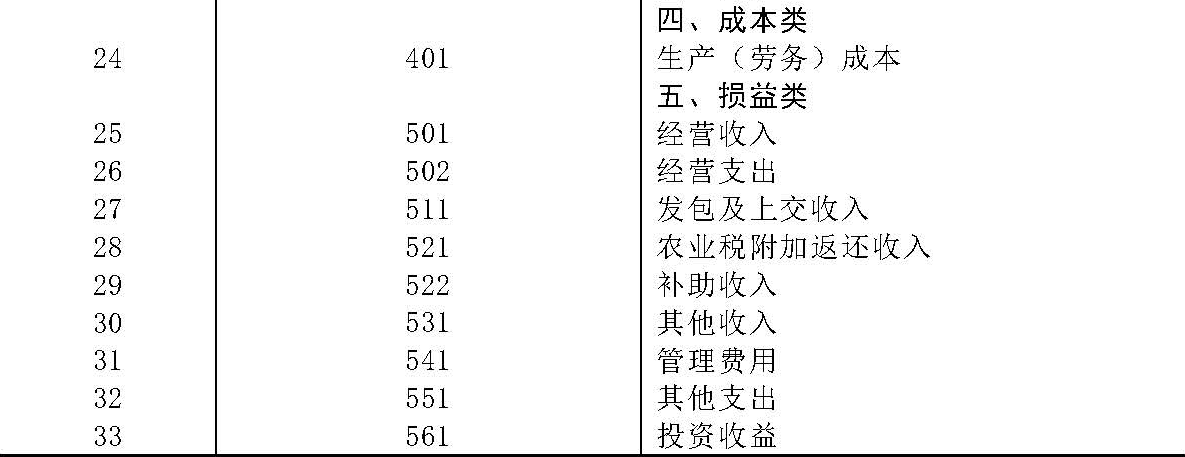 四、成本类
24 401 生产（劳务）成本
五、损益类
25 501 经营收入
26 502 经营支出
27 511 发包及上交收入
28 521 农业税附加返还收入
29 522 补助收入
30 531 其他收入
31 541 管理费用
32 551 其他支出
33 561 投资收益